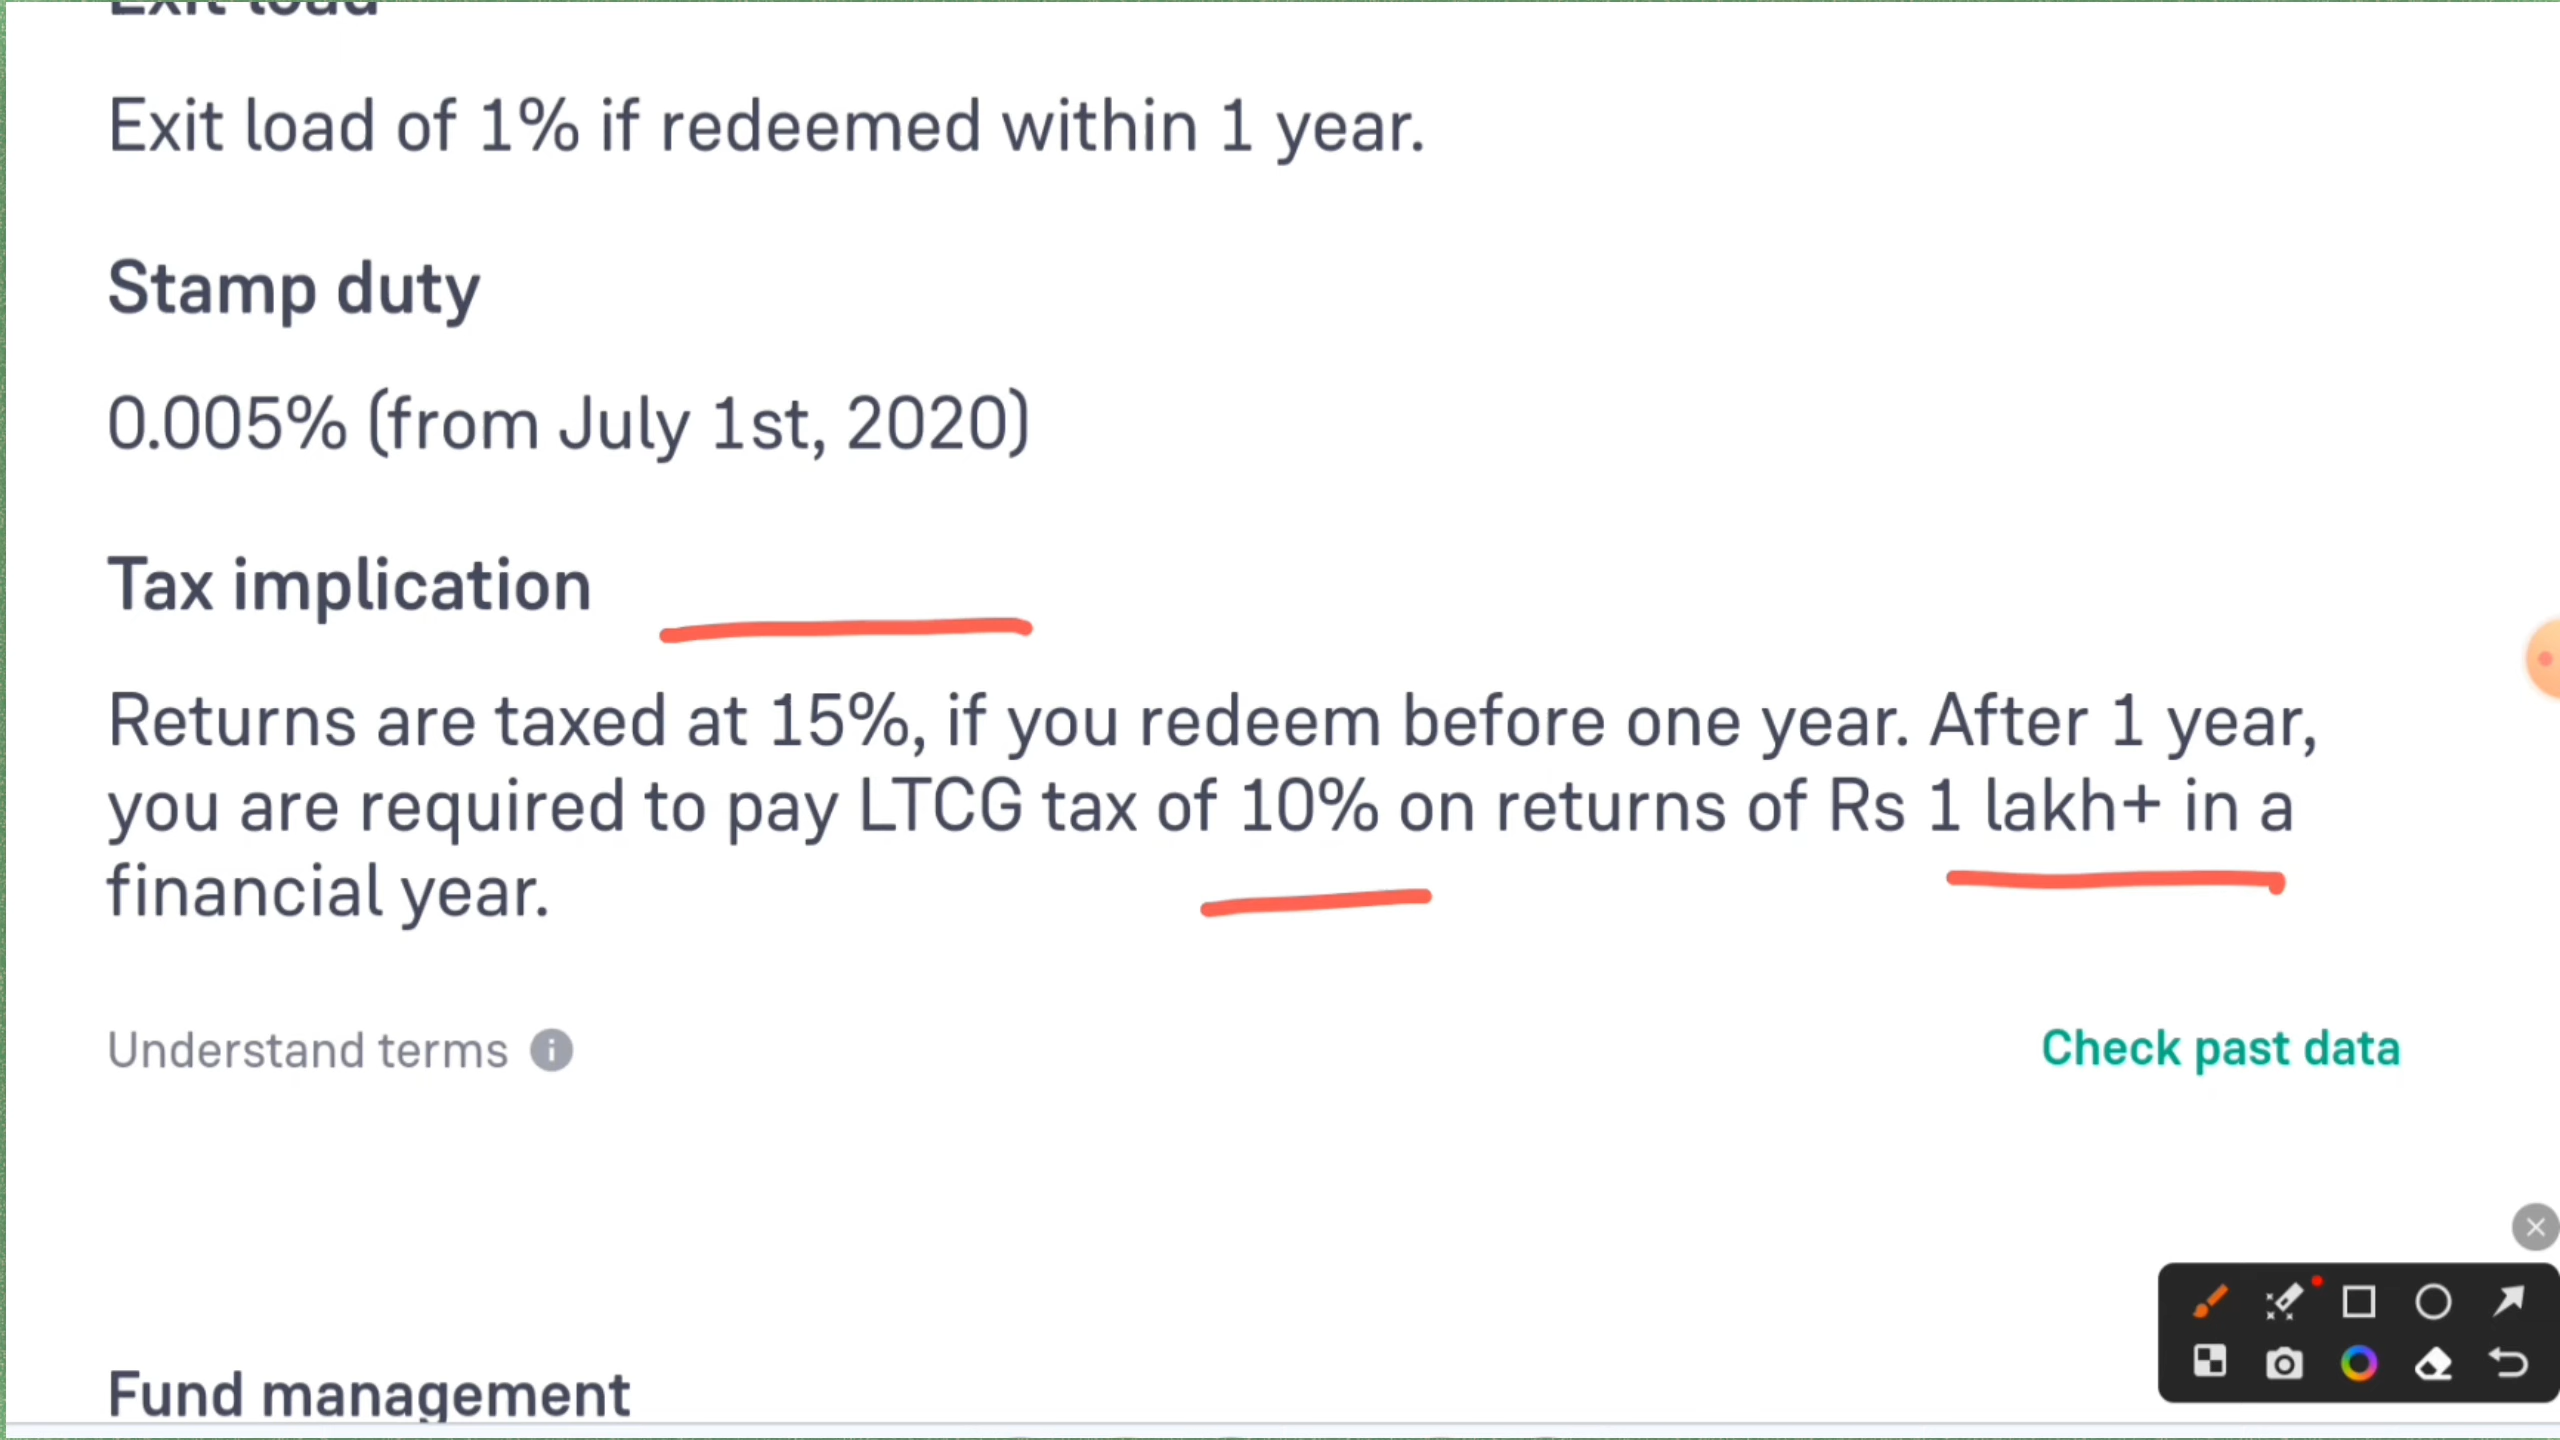 Exit load
Exit load of 1% if redeemed within 1 year.
Stamp duty
0.005% (from July 1st, 2020)
Tax implication
Returns are taxed at 15%, if you redeem before one year. After 1 year,
you are required to pay LTCG tax of 10% on returns of Rs 1 lakh+ in a
financial year.
Understand terms
Check past data
Fund management